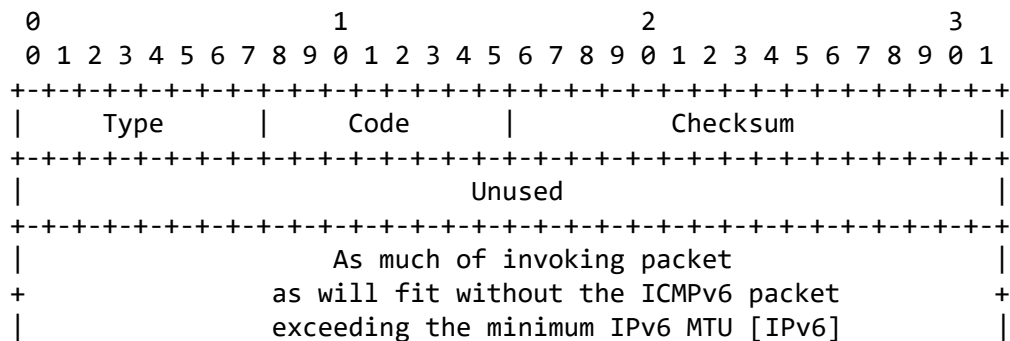 0                   1                   2                   3
 0 1 2 3 4 5 6 7 8 9 0 1 2 3 4 5 6 7 8 9 0 1 2 3 4 5 6 7 8 9 0 1
+-+-+-+-+-+-+-+-+-+-+-+-+-+-+-+-+-+-+-+-+-+-+-+-+-+-+-+-+-+-+-+-+
|     Type      |     Code      |          Checksum             |
+-+-+-+-+-+-+-+-+-+-+-+-+-+-+-+-+-+-+-+-+-+-+-+-+-+-+-+-+-+-+-+-+
|                             Unused                            |
+-+-+-+-+-+-+-+-+-+-+-+-+-+-+-+-+-+-+-+-+-+-+-+-+-+-+-+-+-+-+-+-+
|                    As much of invoking packet                 |
+                as will fit without the ICMPv6 packet          +
|                exceeding the minimum IPv6 MTU [IPv6]          |